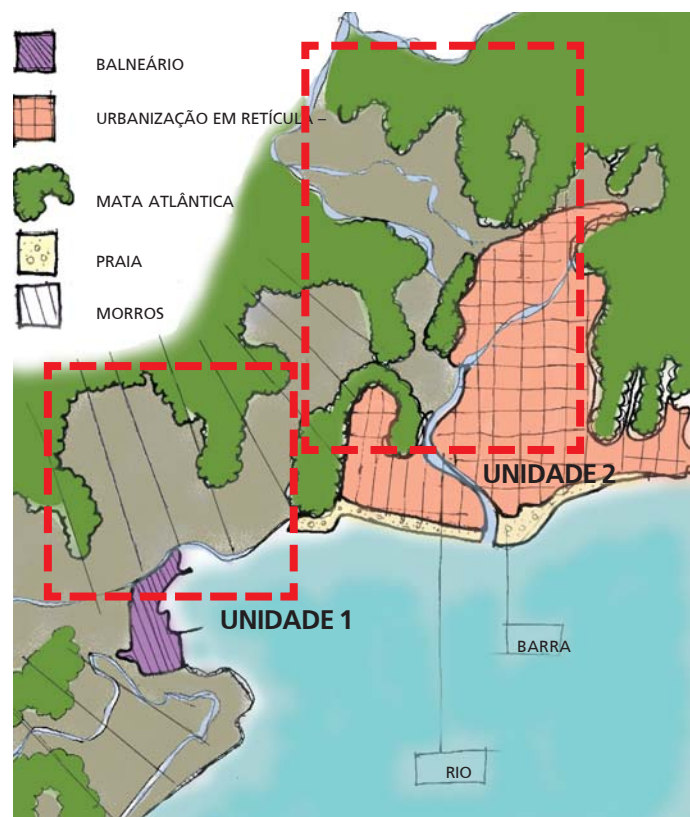 BALNEÁRIO
URBANIZAÇÃO EM RETÍCULA –
MATA ATLÂNTICA
PRAIA
MORROS
UNIDADE 2
UNIDADE 1
BARRA
RIO